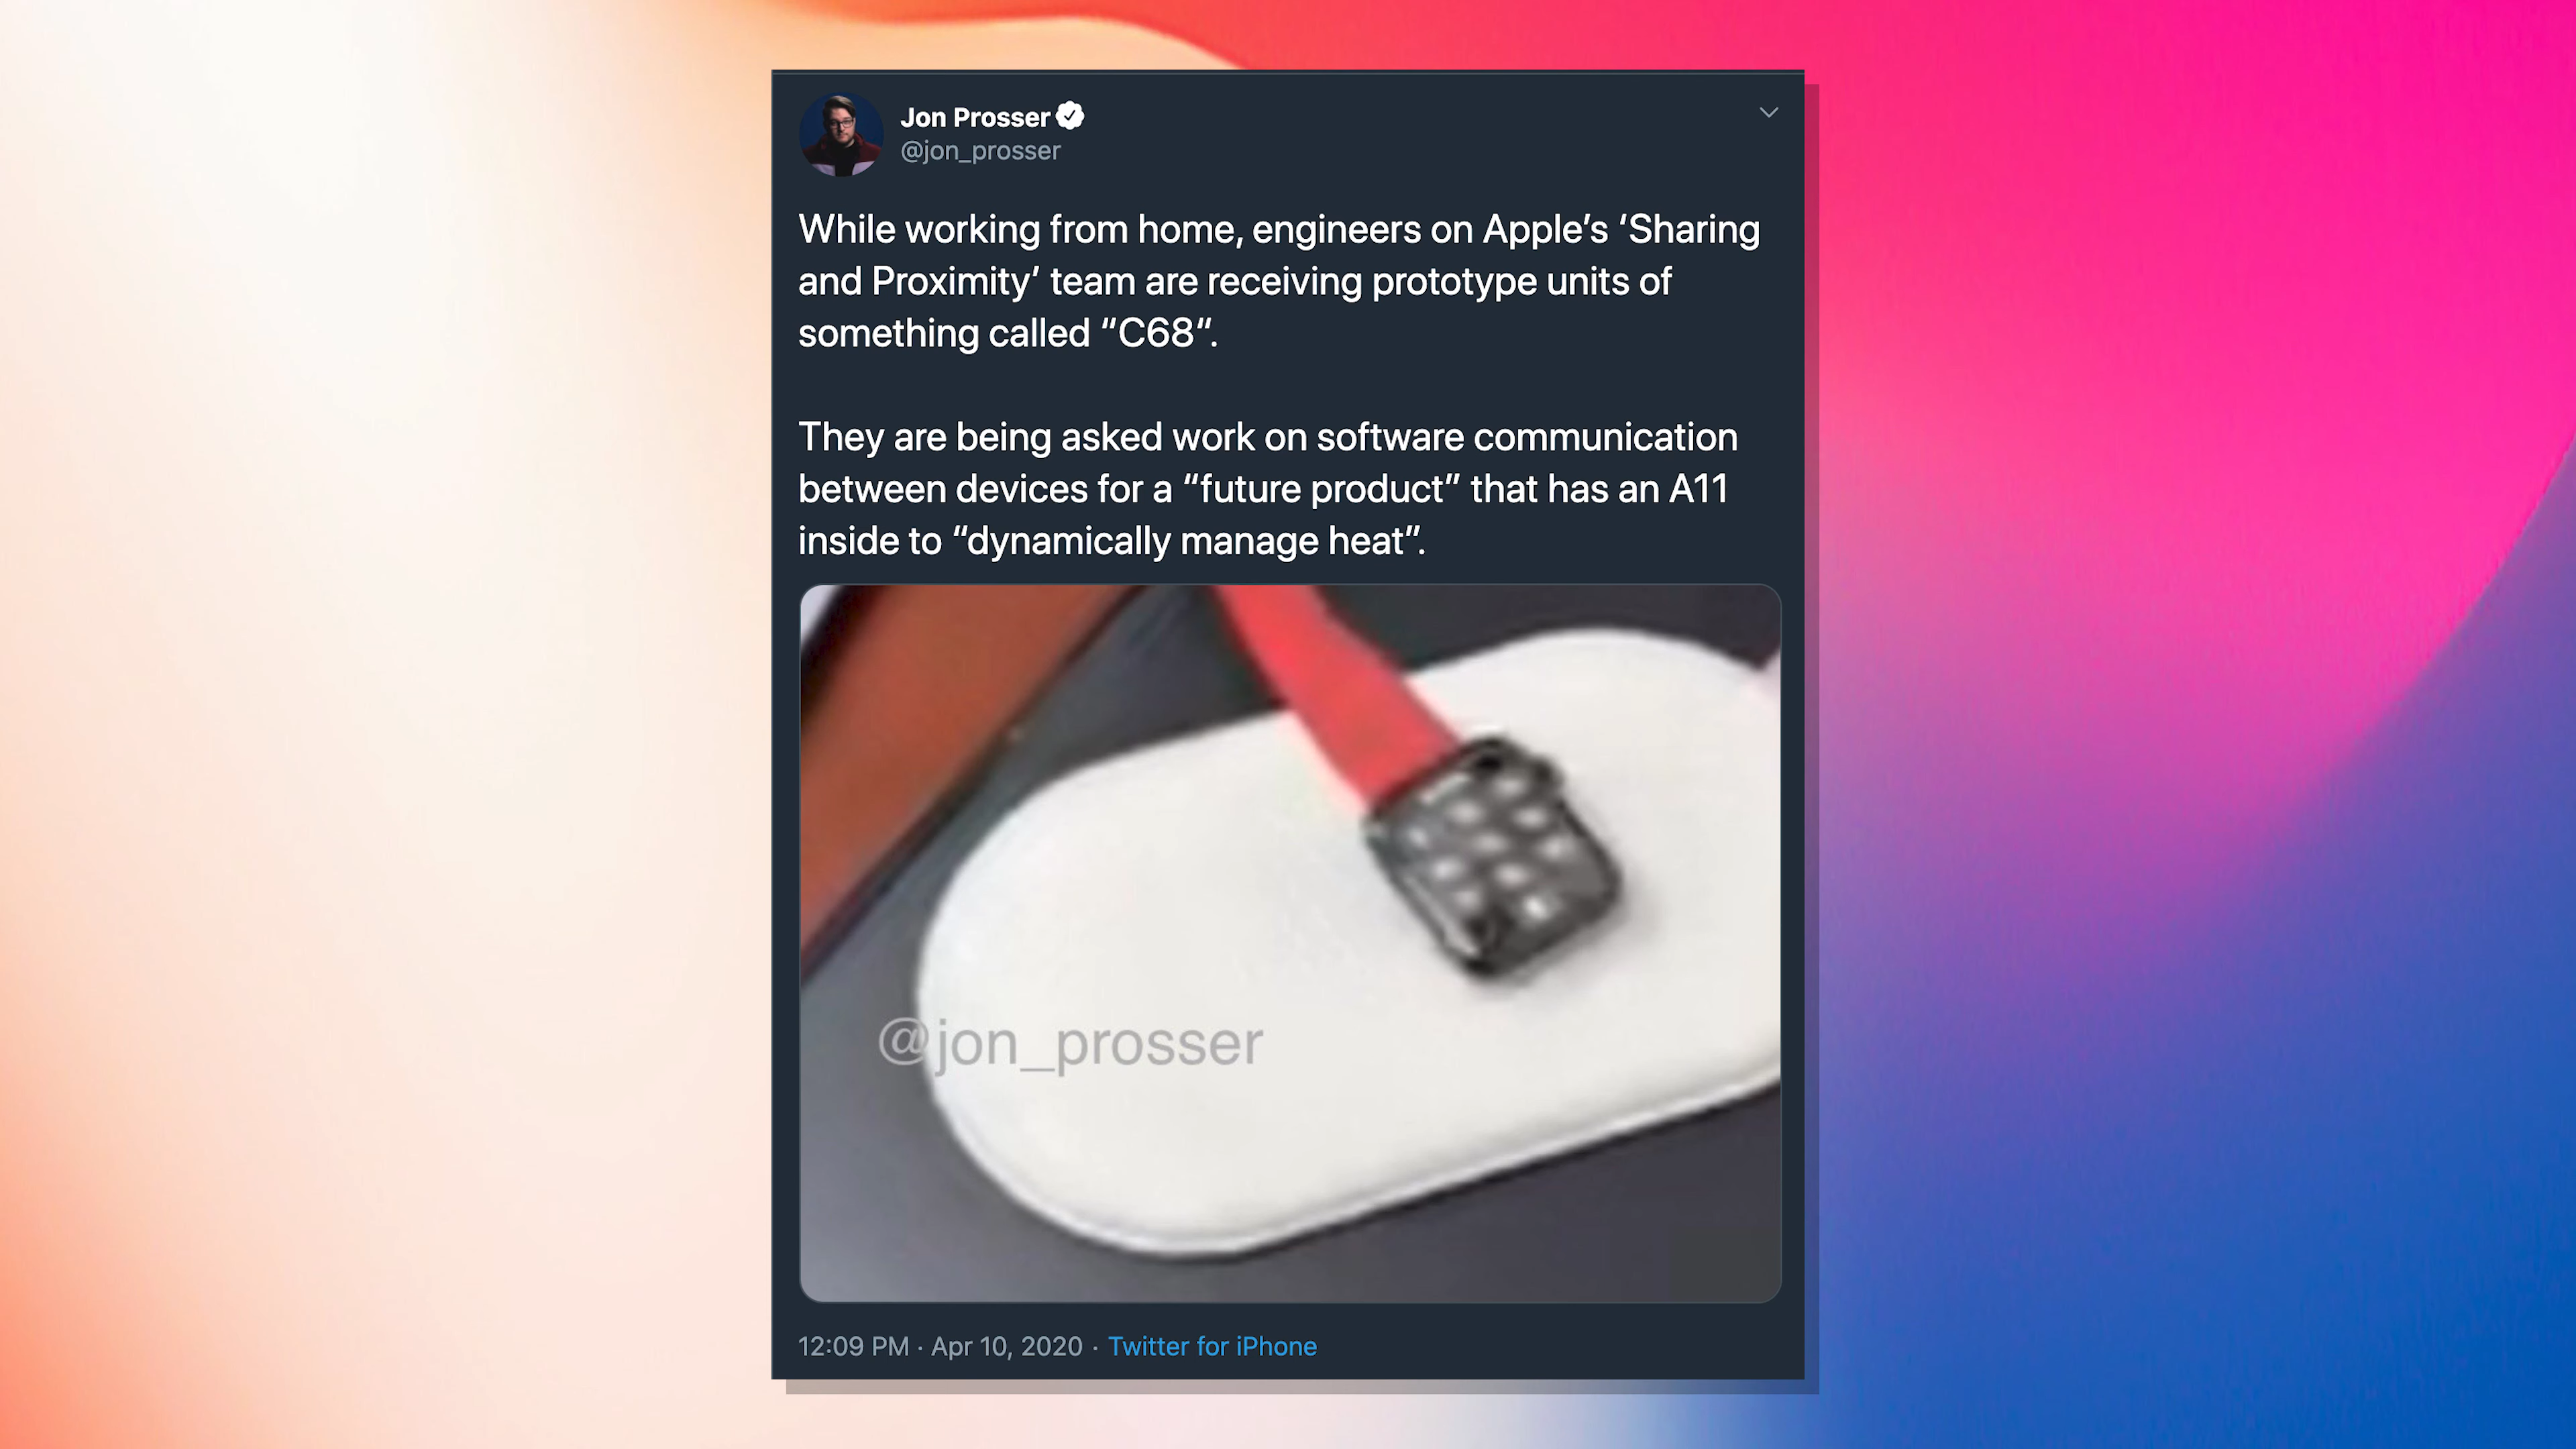 Jon Prosser
@jon_prosser
While working from home, engineers on Apple’s ‘Sharing
and Proximity’ team are receiving prototype units of
something called “C68“.
They are being asked work on software communication
between devices for a “future product” that has an A11
inside to “dynamically manage heat”.
@jon_prosser
12:09 PM · Apr 10, 2020 · Twitter for iPhone